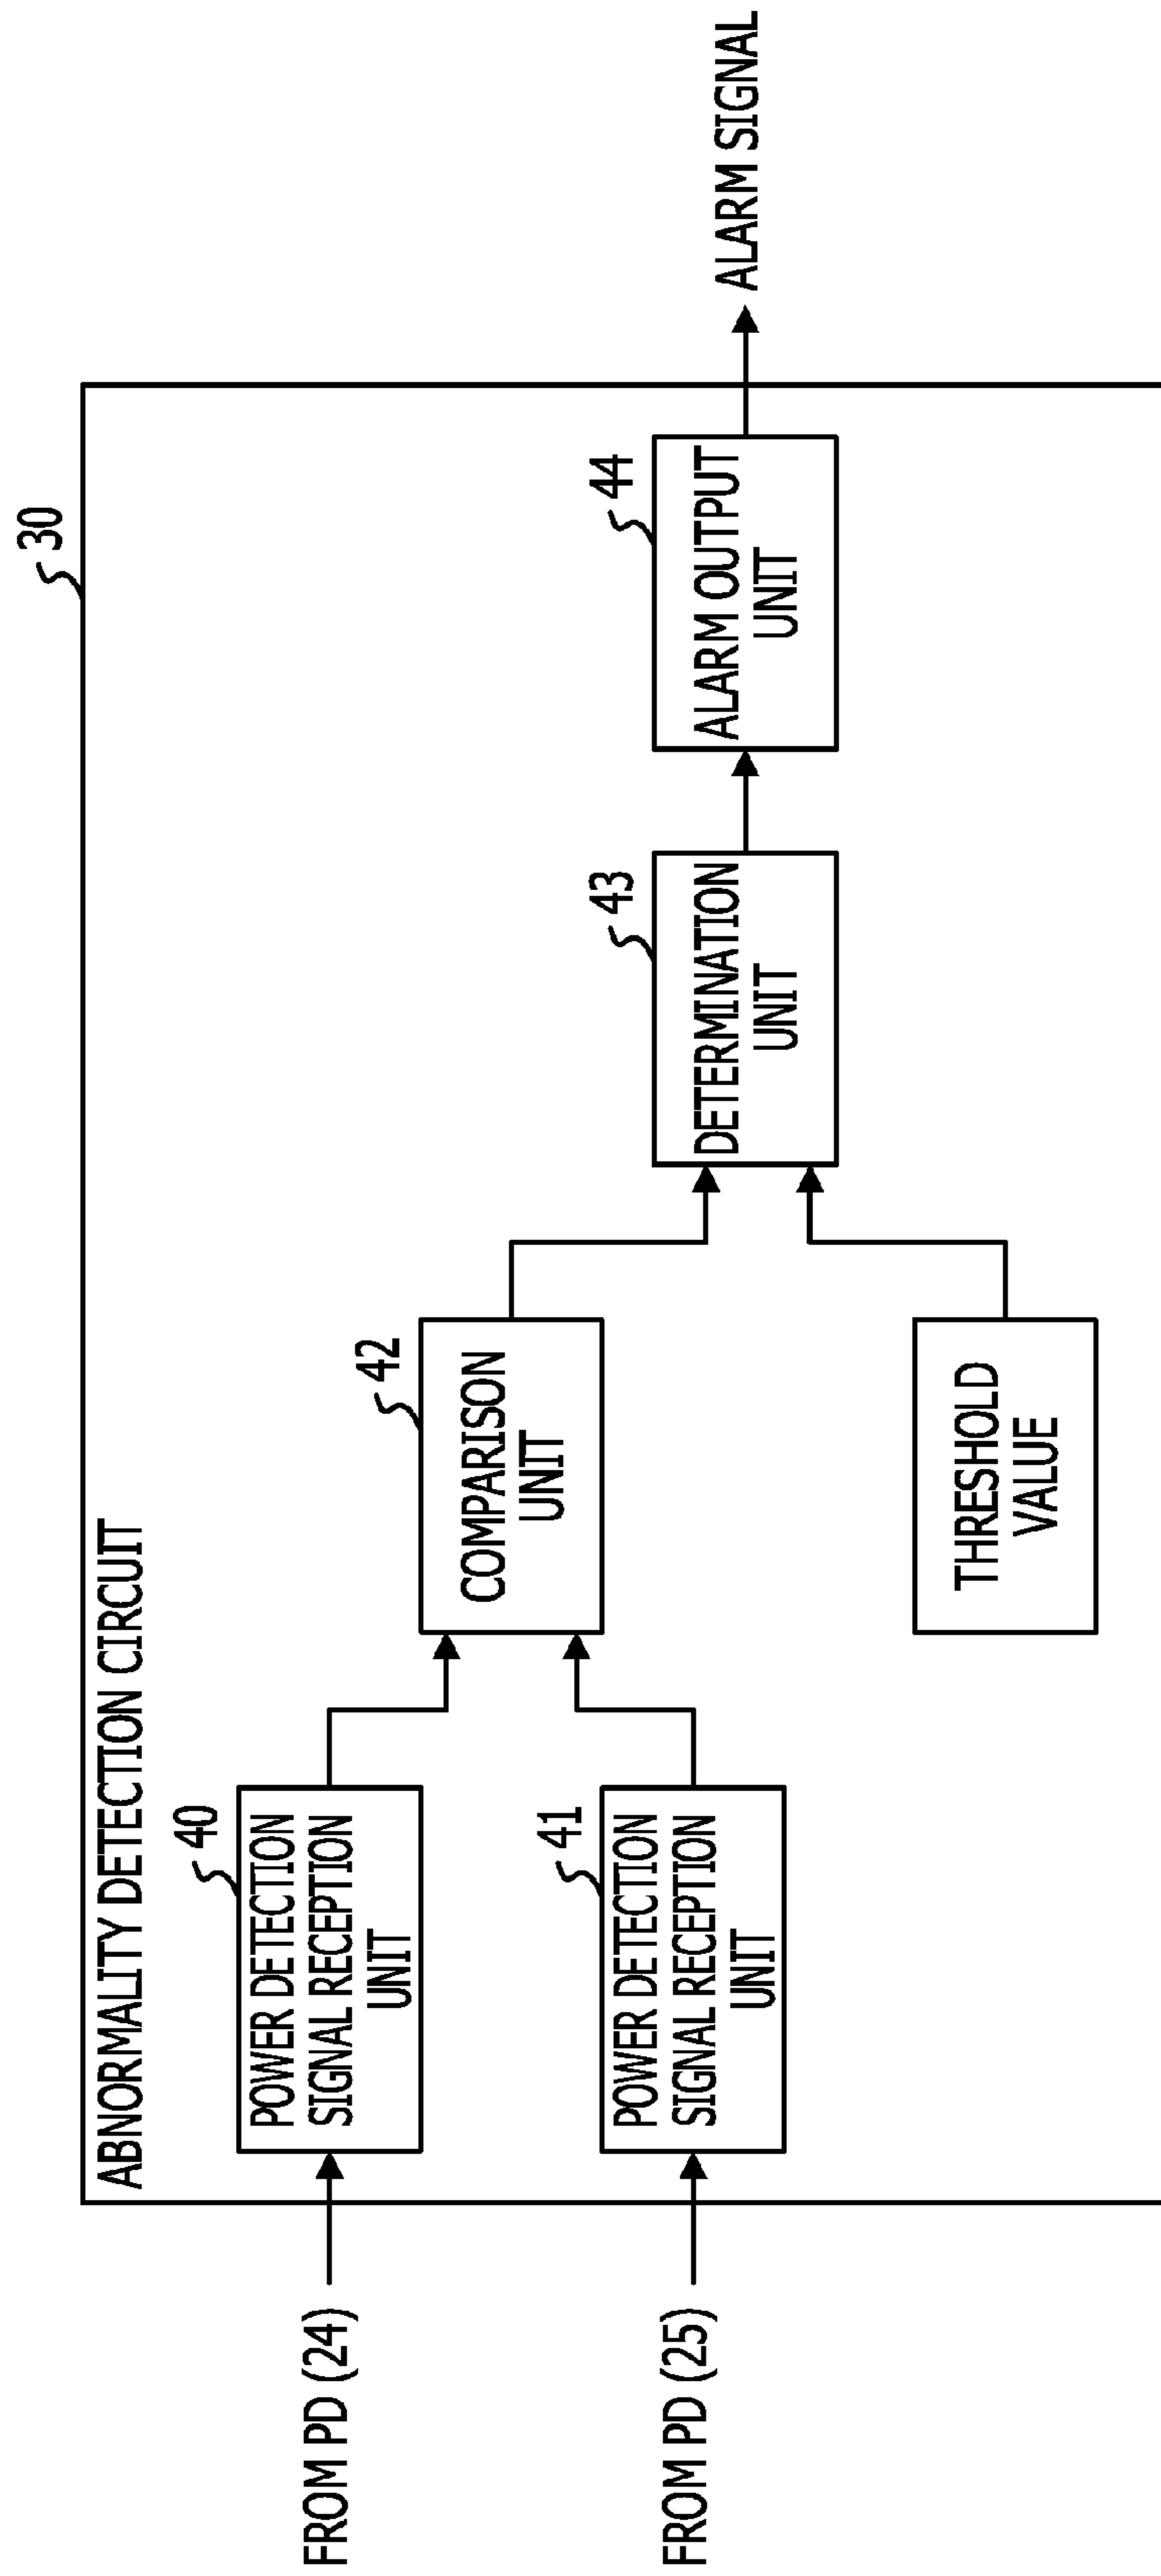 30
ABNORMALITY DETECTION CIRCUIT
FROM PD (24)
40
POWER DETECTION
SIGNAL RECEPTION
UNIT
FROM PD (25)
41
POWER DETECTION
SIGNAL RECEPTION
UNIT
42
COMPARISON
UNIT
THRESHOLD
VALUE
43
DETERMINATION
UNIT
44
ALARM OUTPUT
UNIT
ALARM SIGNAL